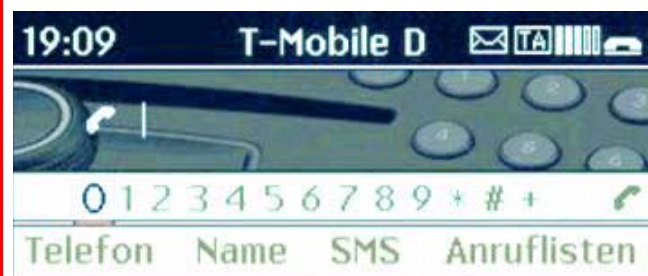 19:09 T-Mobile D TA
0 1 2 3 4 5 6 7 8 9 * # +
Telefon Name SMS Anruflisten